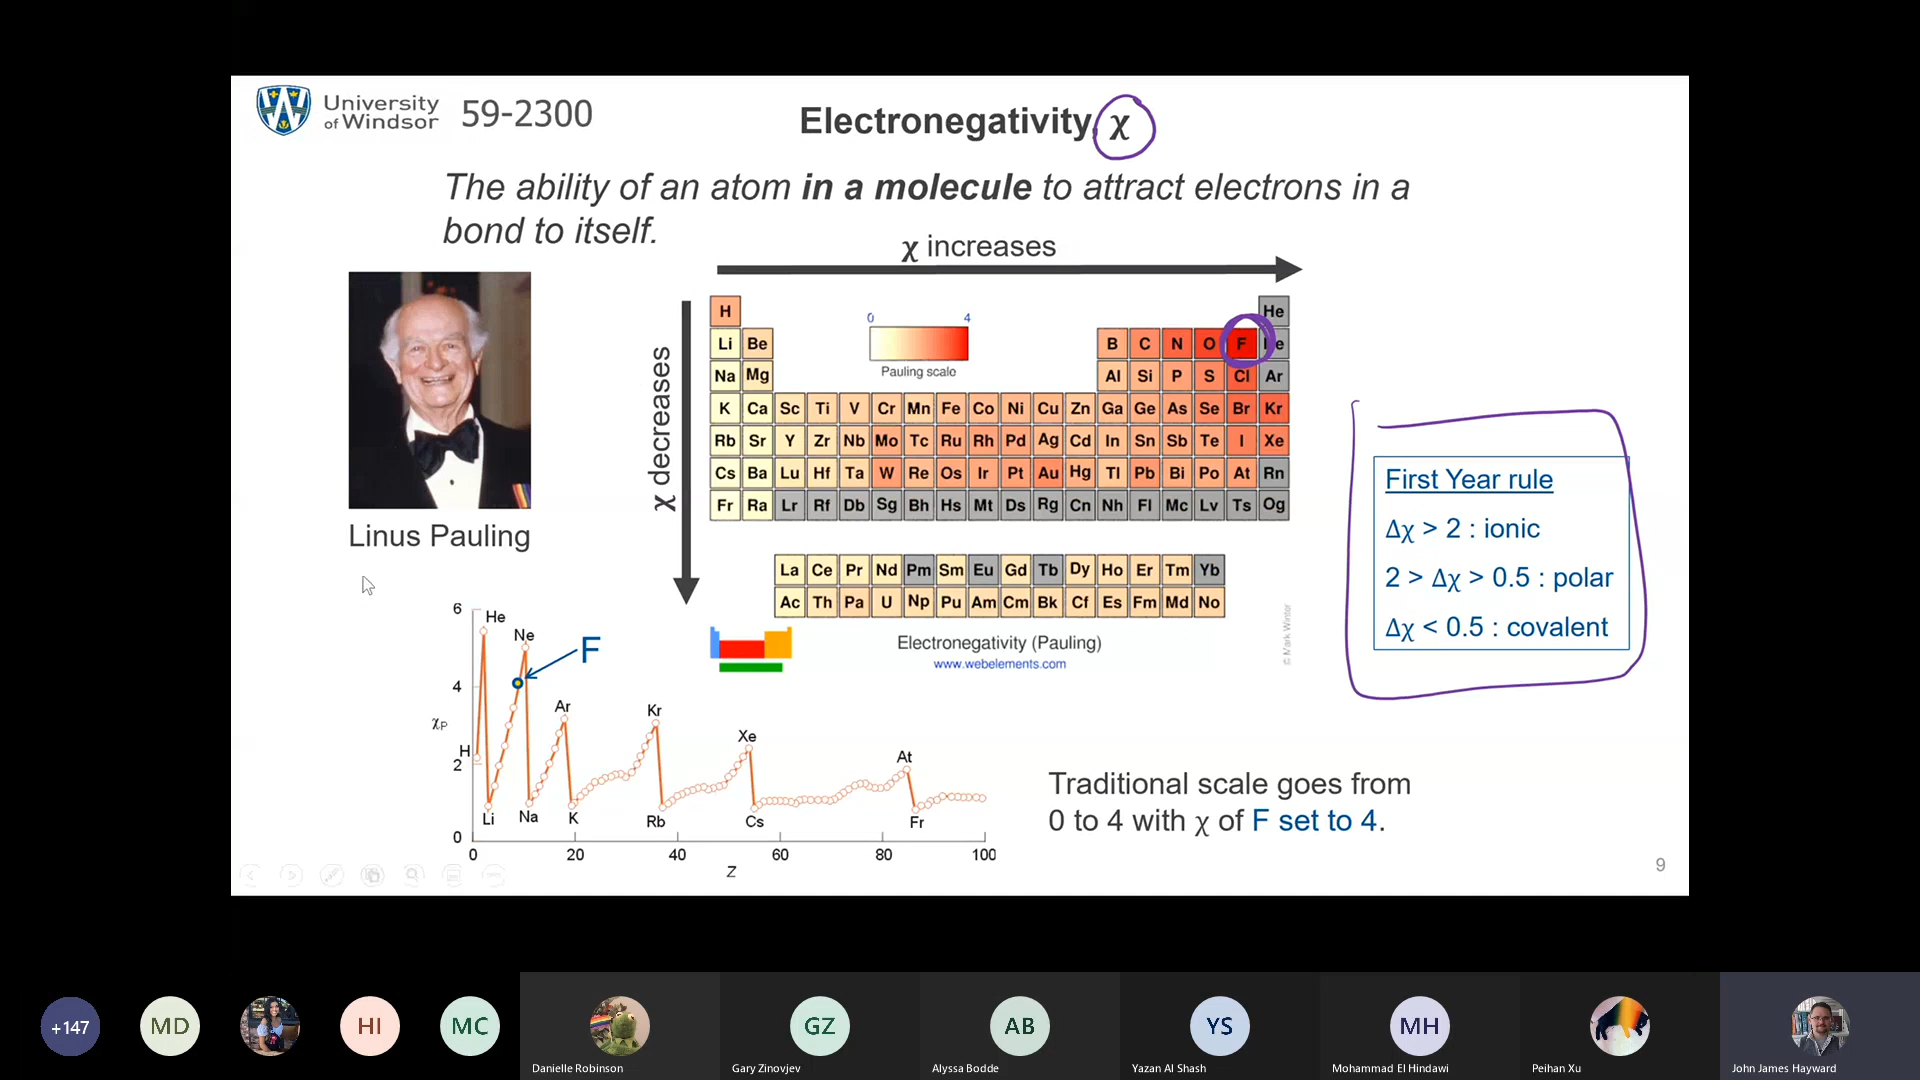 University
of Windsor
59-2300
Electronegativity, χ
The ability of an atom in a molecule to attract electrons in a
bond to itself.
χ increases
χ decreases
Linus Pauling
0 4
Pauling scale
H He
Li Be B C N O F
Na Mg Al Si P S Cl Ar
K Ca Sc Ti V Cr Mn Fe Co Ni Cu Zn Ga Ge As Se Br Kr
Rb Sr Y Zr Nb Mo Tc Ru Rh Pd Ag Cd In Sn Sb Te I Xe
Cs Ba Lu Hf Ta W Re Os Ir Pt Au Hg Tl Pb Bi Po At Rn
Fr Ra Lr Rf Db Sg Bh Hs Mt Ds Rg Cn Nh Fl Mc Lv Ts Og
La Ce Pr Nd Pm Sm Eu Gd Tb Dy Ho Er Tm Yb
Ac Th Pa U Np Pu Am Cm Bk Cf Es Fm Md No
Electronegativity (Pauling)
www.webelements.com
© Mark Winter
First Year rule
Δχ > 2 : ionic
2 > Δχ > 0.5 : polar
Δχ < 0.5 : covalent
6
He
Ne
F
4
Ar
Kr
χP
H
Xe
2
At
Li
Na
K
Rb
Cs
Fr
0
0 20 40 60 80 100
Z
Traditional scale goes from
0 to 4 with χ of F set to 4.
9
+147
MD
HI
MC
GZ
AB
YS
MH
Danielle Robinson
Gary Zinovjev
Alyssa Bodde
Yazan Al Shash
Mohammad El Hindawi
Peihan Xu
John James Hayward